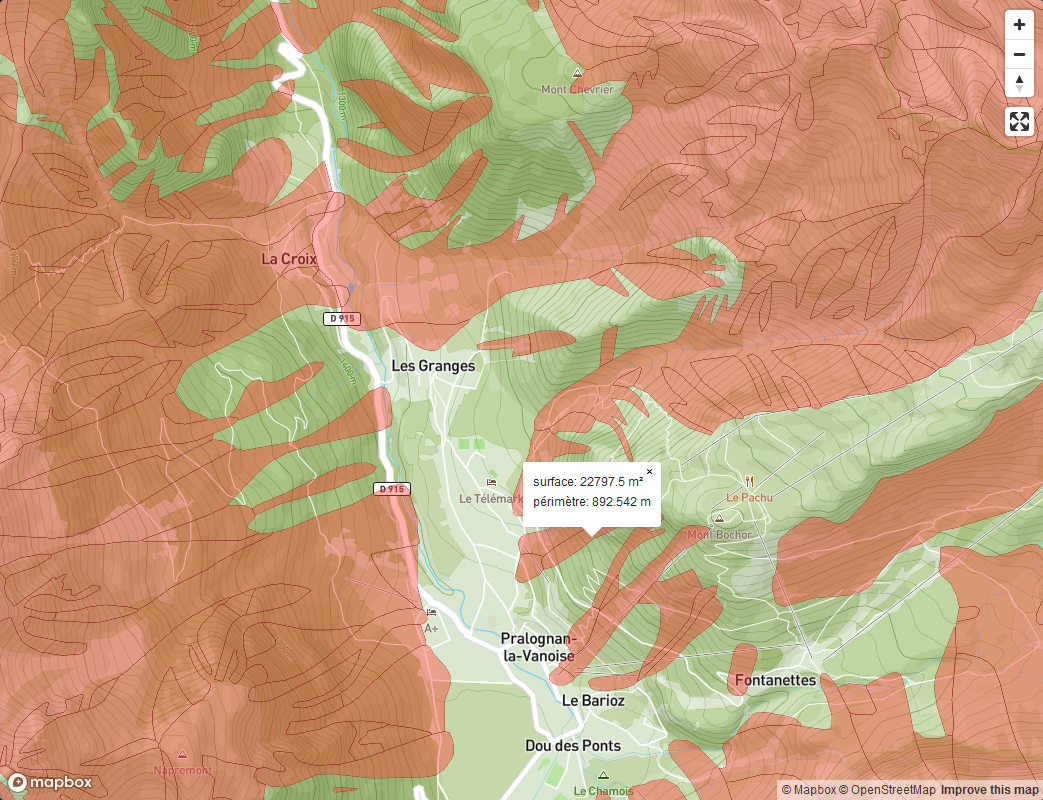 +
−
Mont Chevrier
1300 m
La Croix
D 915
1400 m
Les Granges
×
surface: 22797.5 m²
périmètre: 892.542 m
D 915
Le Télémark
Le Pachu
Mont Bochor
A+
Pralognan-
la-Vanoise
Fontanettes
Le Barioz
Dou des Ponts
Napremont
mapbox
Le Chamois
© Mapbox © OpenStreetMap Improve this map